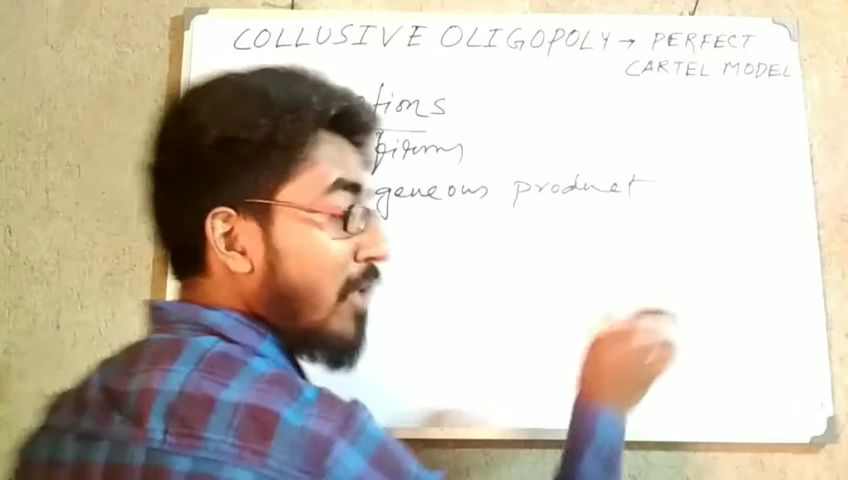 COLLUSIVE OLIGOPOLY → PERFECT
CARTEL MODEL
tions
firms
geneous product